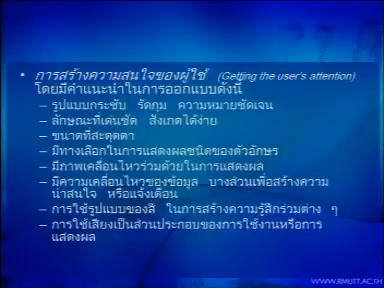 • การสร้างความสนใจของผู้ใช้ (Getting the user's attention)
โดยมีคำแนะนำในการออกแบบดังนี้
– รูปแบบกระชับ รัดกุม ความหมายชัดเจน
– ลักษณะที่เด่นชัด สังเกตได้ง่าย
– ขนาดที่สะดุดตา
– มีทางเลือกในการแสดงผลชนิดของตัวอักษร
– มีภาพเคลื่อนไหวร่วมด้วยในการแสดงผล
– มีความเคลื่อนไหวของข้อมูล บางส่วนเพื่อสร้างความ
น่าสนใจ หรือแจ้งเตือน
– การใช้รูปแบบของสี ในการสร้างความรู้สึกร่วมต่าง ๆ
– การใช้เสียงเป็นส่วนประกอบของการใช้งานหรือการ
แสดงผล
WWW.RMUTT.AC.TH